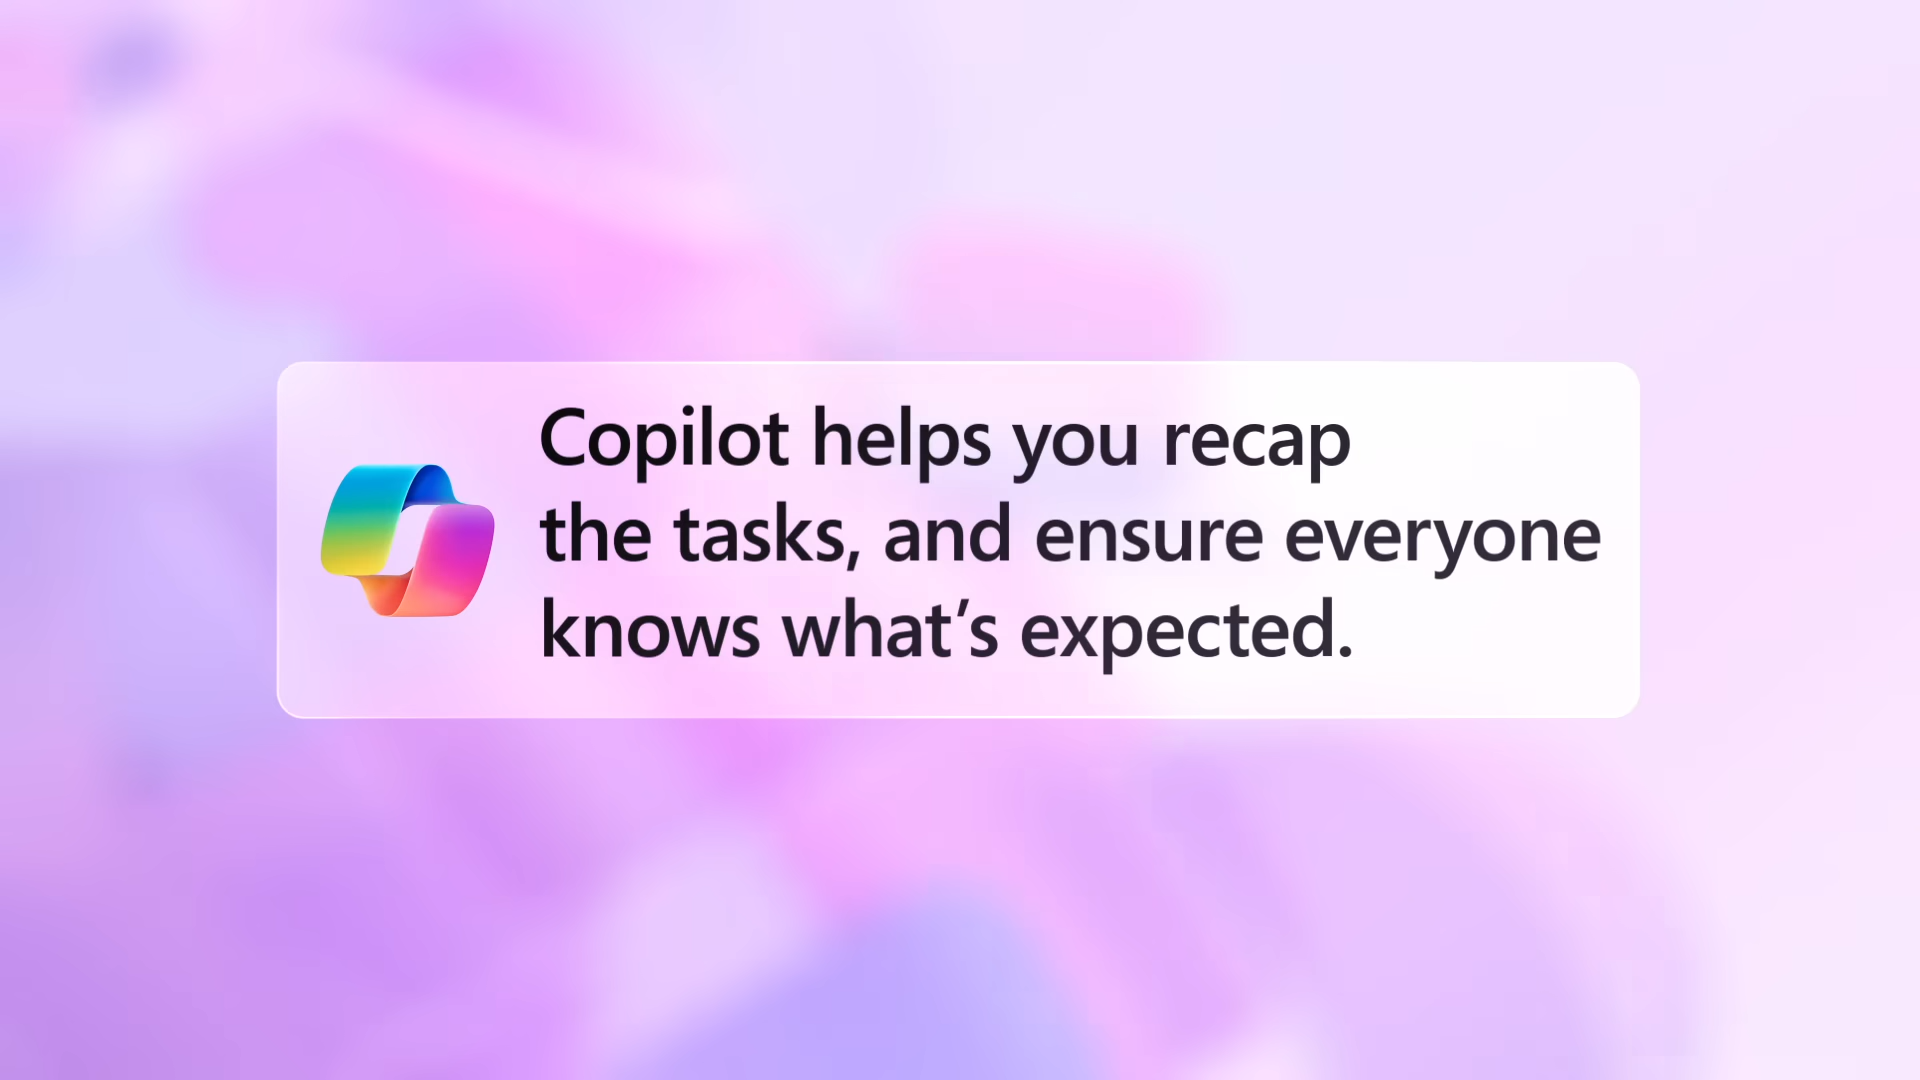 Copilot helps you recap
the tasks, and ensure everyone
knows what’s expected.